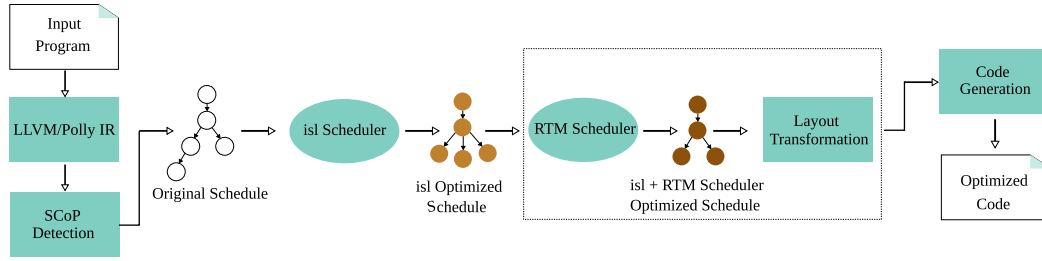 Input
Program
LLVM/Polly IR
SCoP
Detection
Original Schedule
isl Scheduler
isl Optimized
Schedule
RTM Scheduler
isl + RTM Scheduler
Optimized Schedule
Layout
Transformation
Code
Generation
Optimized
Code